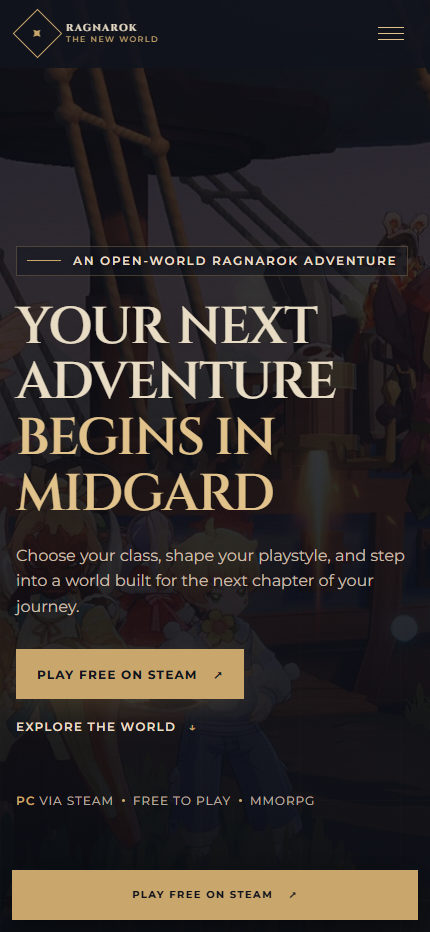 RAGNAROK
THE NEW WORLD
AN OPEN-WORLD RAGNAROK ADVENTURE
YOUR NEXT
ADVENTURE
BEGINS IN
MIDGARD
Choose your class, shape your playstyle, and step
into a world built for the next chapter of your
journey.
PLAY FREE ON STEAM ↗
EXPLORE THE WORLD ↓
PC VIA STEAM • FREE TO PLAY • MMORPG
PLAY FREE ON STEAM ↗